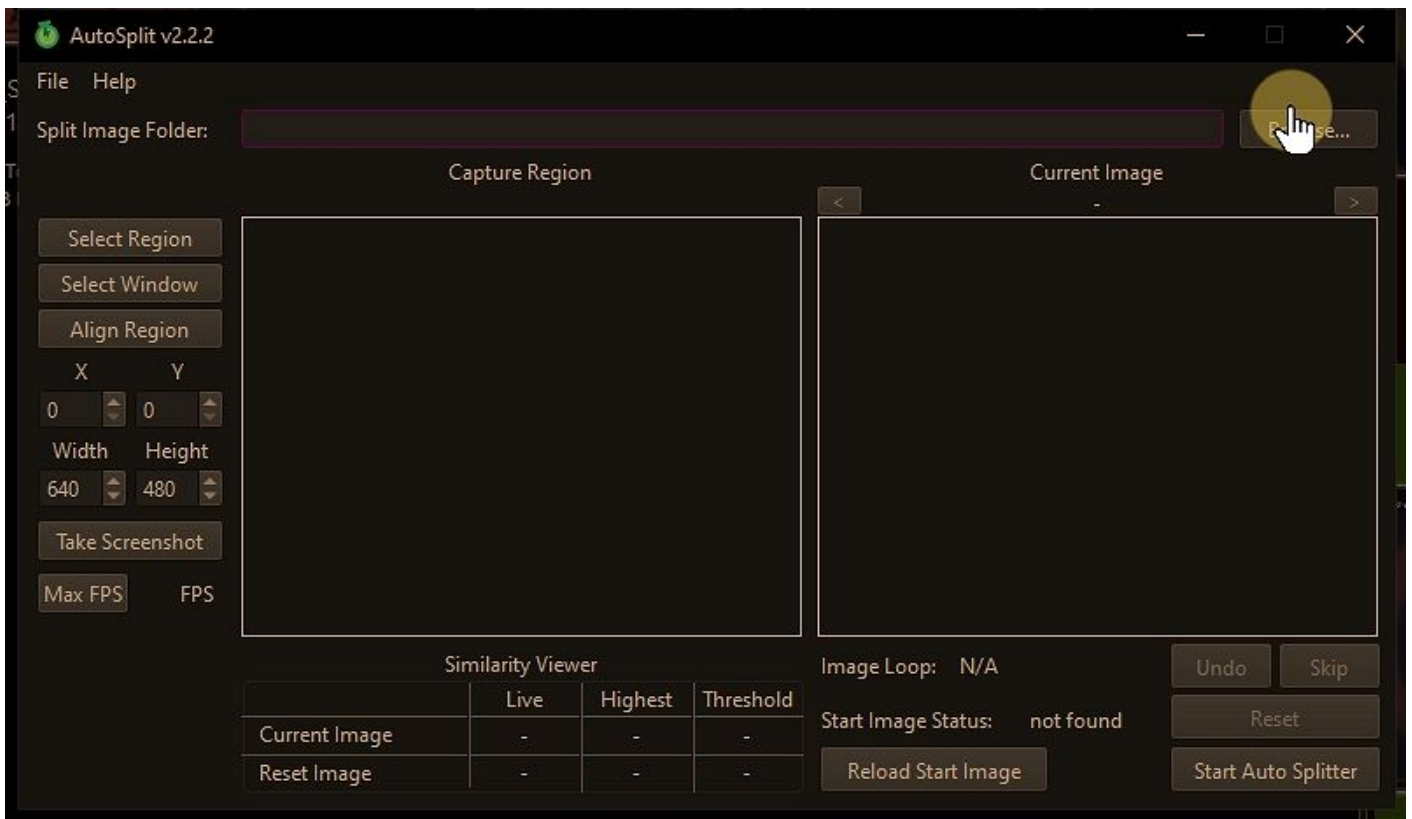 AutoSplit v2.2.2
File Help
Split Image Folder:
Capture Region
Current Image
< - >
Select Region
Select Window
Align Region
X Y
0 0
Width Height
640 480
Take Screenshot
Max FPS FPS
Similarity Viewer
Live Highest Threshold
Current Image - - -
Reset Image - - -
Image Loop: N/A
Undo Skip
Start Image Status: not found
Reset
Reload Start Image
Start Auto Splitter